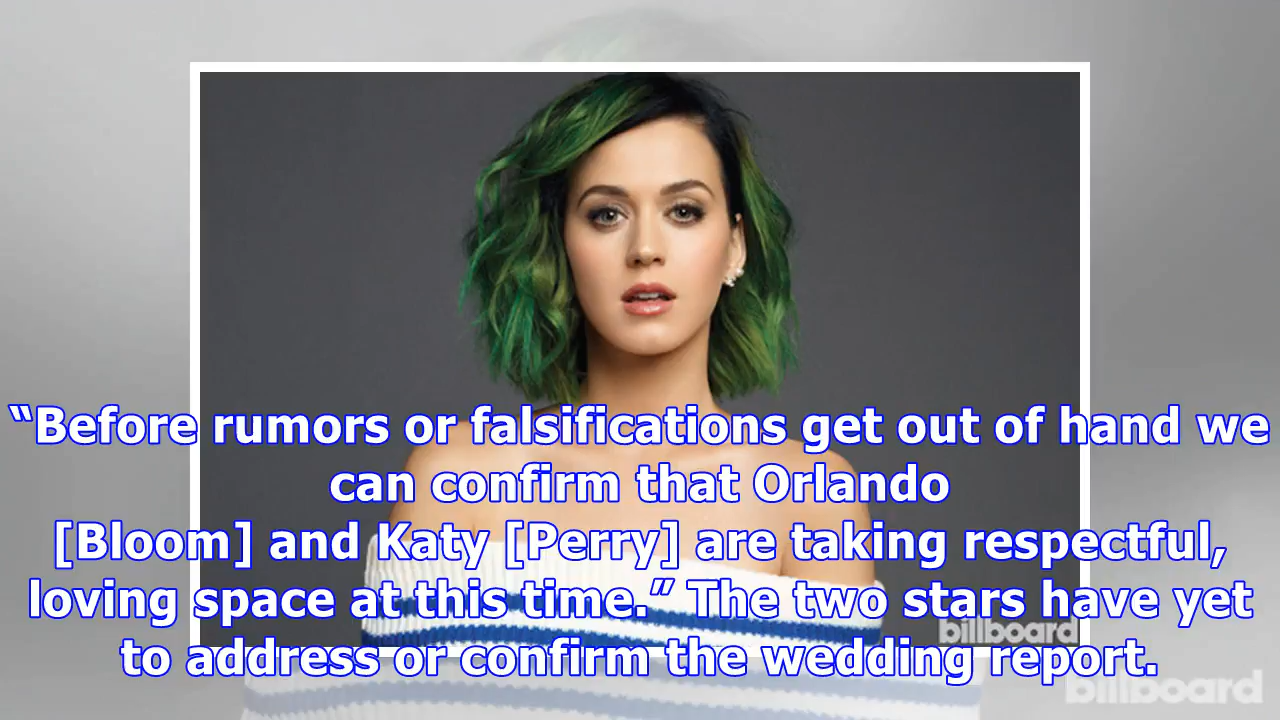 “Before rumors or falsifications get out of hand we
can confirm that Orlando
[Bloom] and Katy [Perry] are taking respectful,
loving space at this time.” The two stars have yet
to address or confirm the wedding report.
billboard
billboard